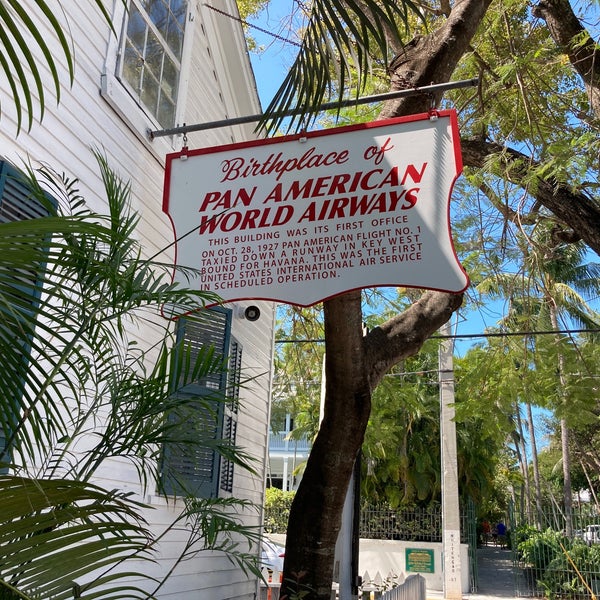 Birthplace of
PAN AMERICAN
WORLD AIRWAYS
THIS BUILDING WAS ITS FIRST OFFICE
ON OCT. 28, 1927 PAN AMERICAN FLIGHT NO. 1
TAXIED DOWN A RUNWAY IN KEY WEST
BOUND FOR HAVANA. THIS WAS THE FIRST
UNITED STATES INTERNATIONAL AIR SERVICE
IN SCHEDULED OPERATION.
WHITEHEAD